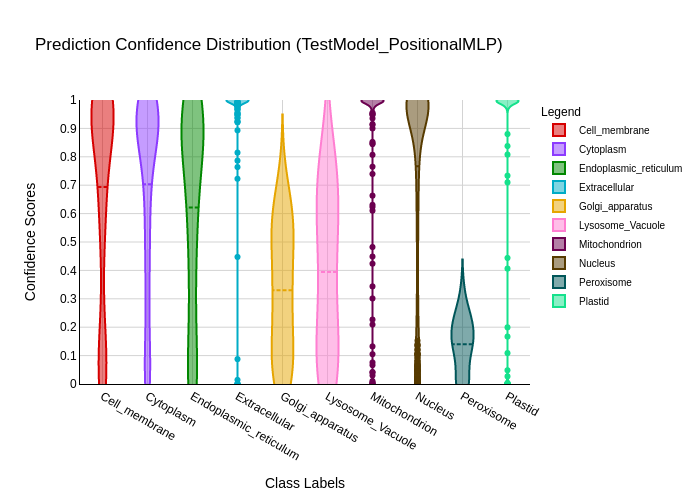 Prediction Confidence Distribution (TestModel_PositionalMLP)
Legend
Cell_membrane
Cytoplasm
Endoplasmic_reticulum
Extracellular
Golgi_apparatus
Lysosome_Vacuole
Mitochondrion
Nucleus
Peroxisome
Plastid
Confidence Scores
1
0.9
0.8
0.7
0.6
0.5
0.4
0.3
0.2
0.1
0
Cell_membrane
Cytoplasm
Endoplasmic_reticulum
Extracellular
Golgi_apparatus
Lysosome_Vacuole
Mitochondrion
Nucleus
Peroxisome
Plastid
Class Labels